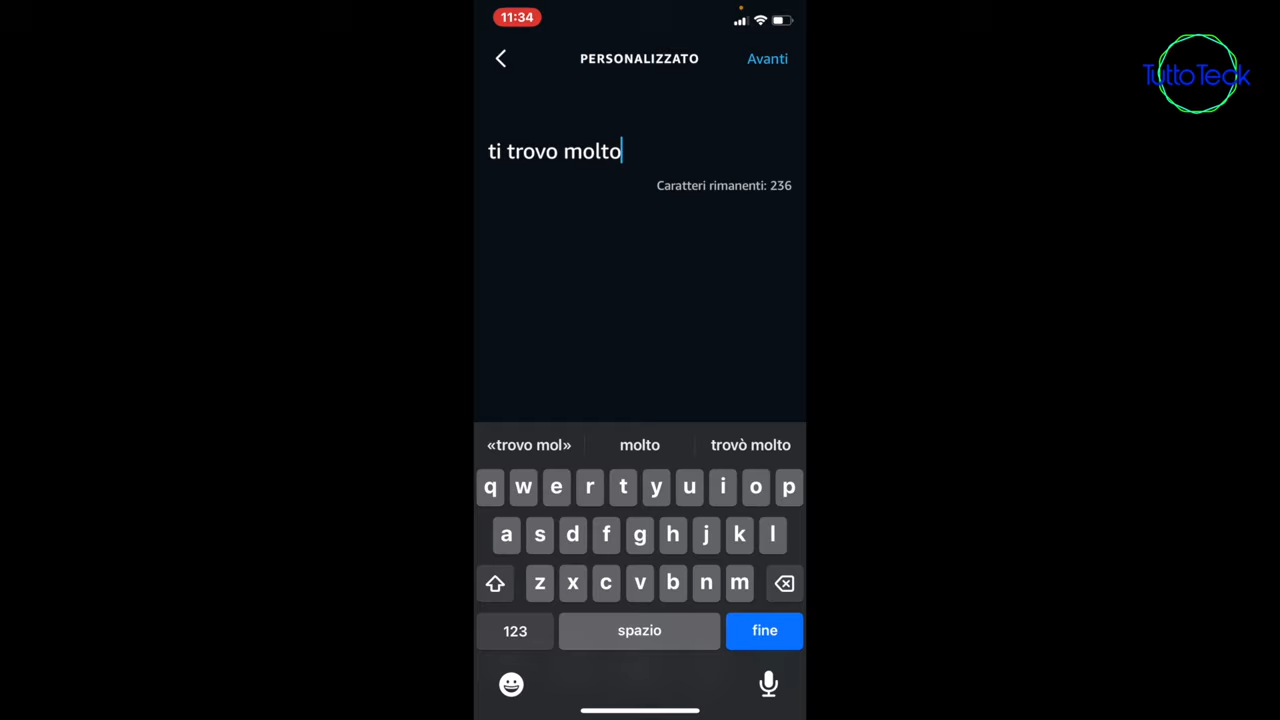 11:34
PERSONALIZZATO
Avanti
TuttoTeck
ti trovo molto
Caratteri rimanenti: 236
«trovo mol»
molto
trovò molto
q w e r t y u i o p
a s d f g h j k l
z x c v b n m
123
spazio
fine